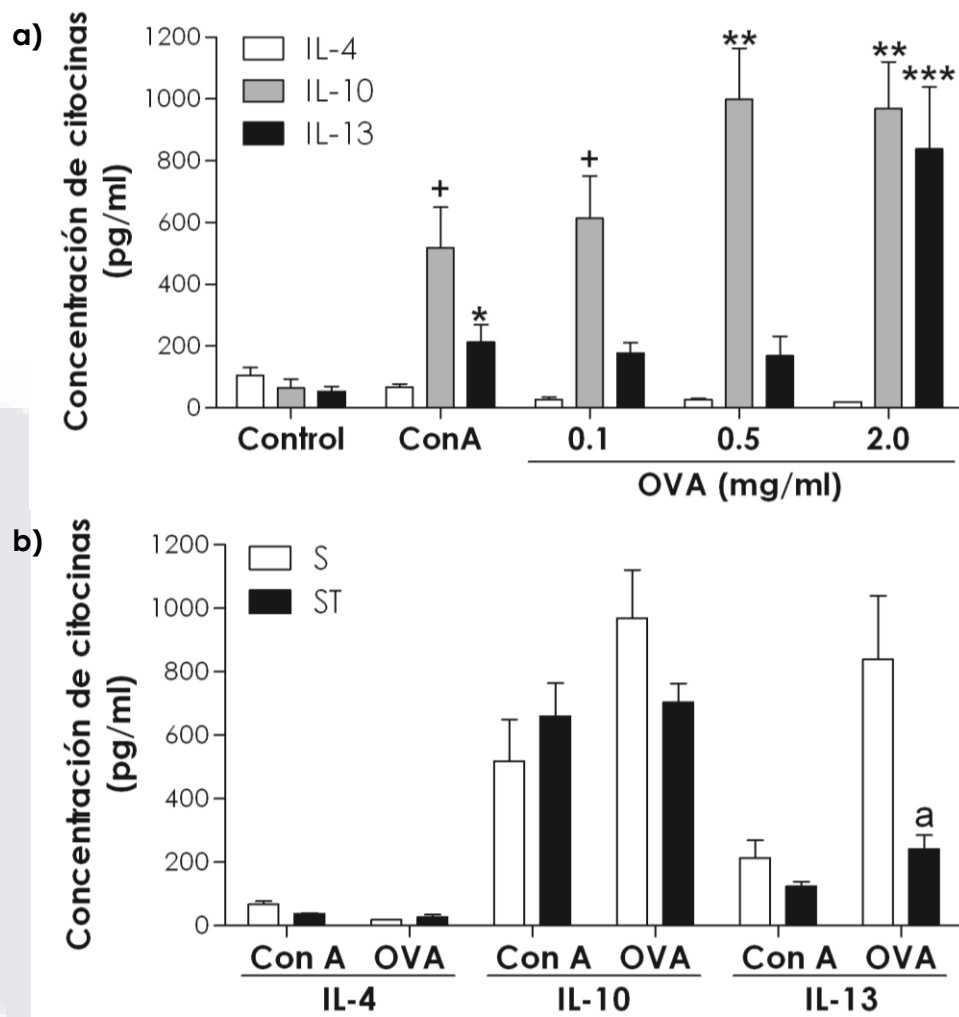 a)
Concentración de citocinas
(pg/ml)
1200
1000
800
600
400
200
0
IL-4
IL-10
IL-13
+
*
+
**
**
***
Control ConA 0.1 0.5 2.0
OVA (mg/ml)
b)
Concentración de citocinas
(pg/ml)
1200
1000
800
600
400
200
0
S
ST
a
Con A OVA Con A OVA Con A OVA
IL-4 IL-10 IL-13